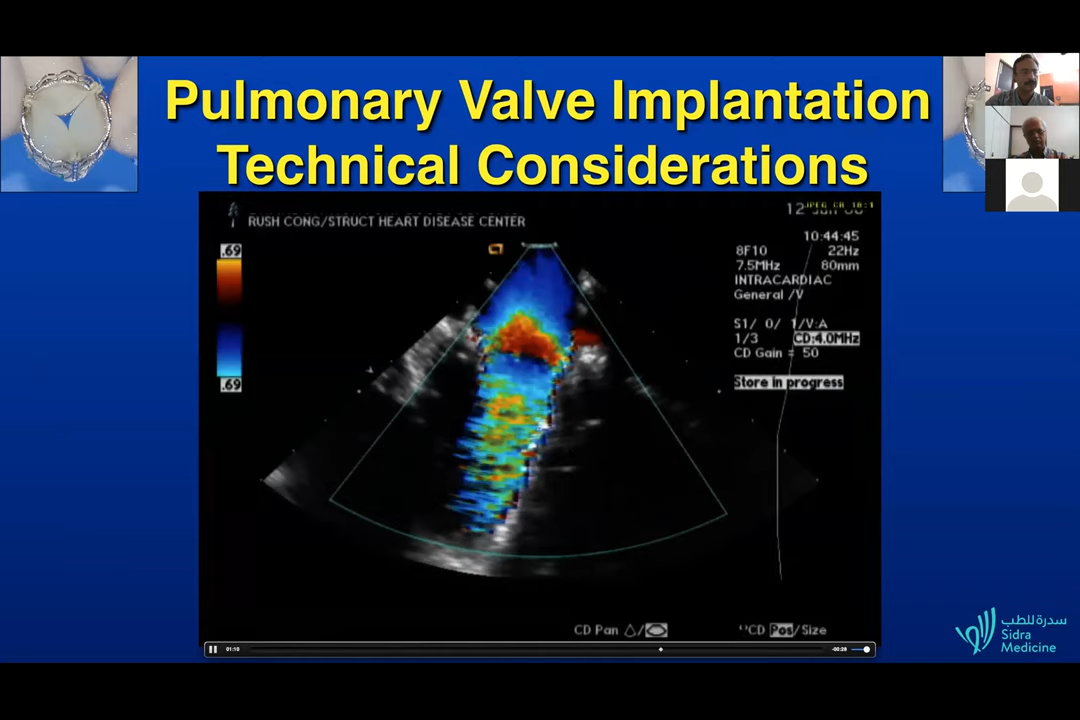 Pulmonary Valve Implantation
Technical Considerations
RUSH CONG/STRUCT HEART DISEASE CENTER
.69
.69
10:44:45
8F10 22Hz
7.5MHz 80mm
INTRACARDIAC
General /V
S1/ 0/ 1/V:A
1/3 CD:4.0MHz
CD Gain = 50
Store in progress
CD Pan
CD Pos/Size
01:10
-00:28
سدرة للطب
Sidra
Medicine